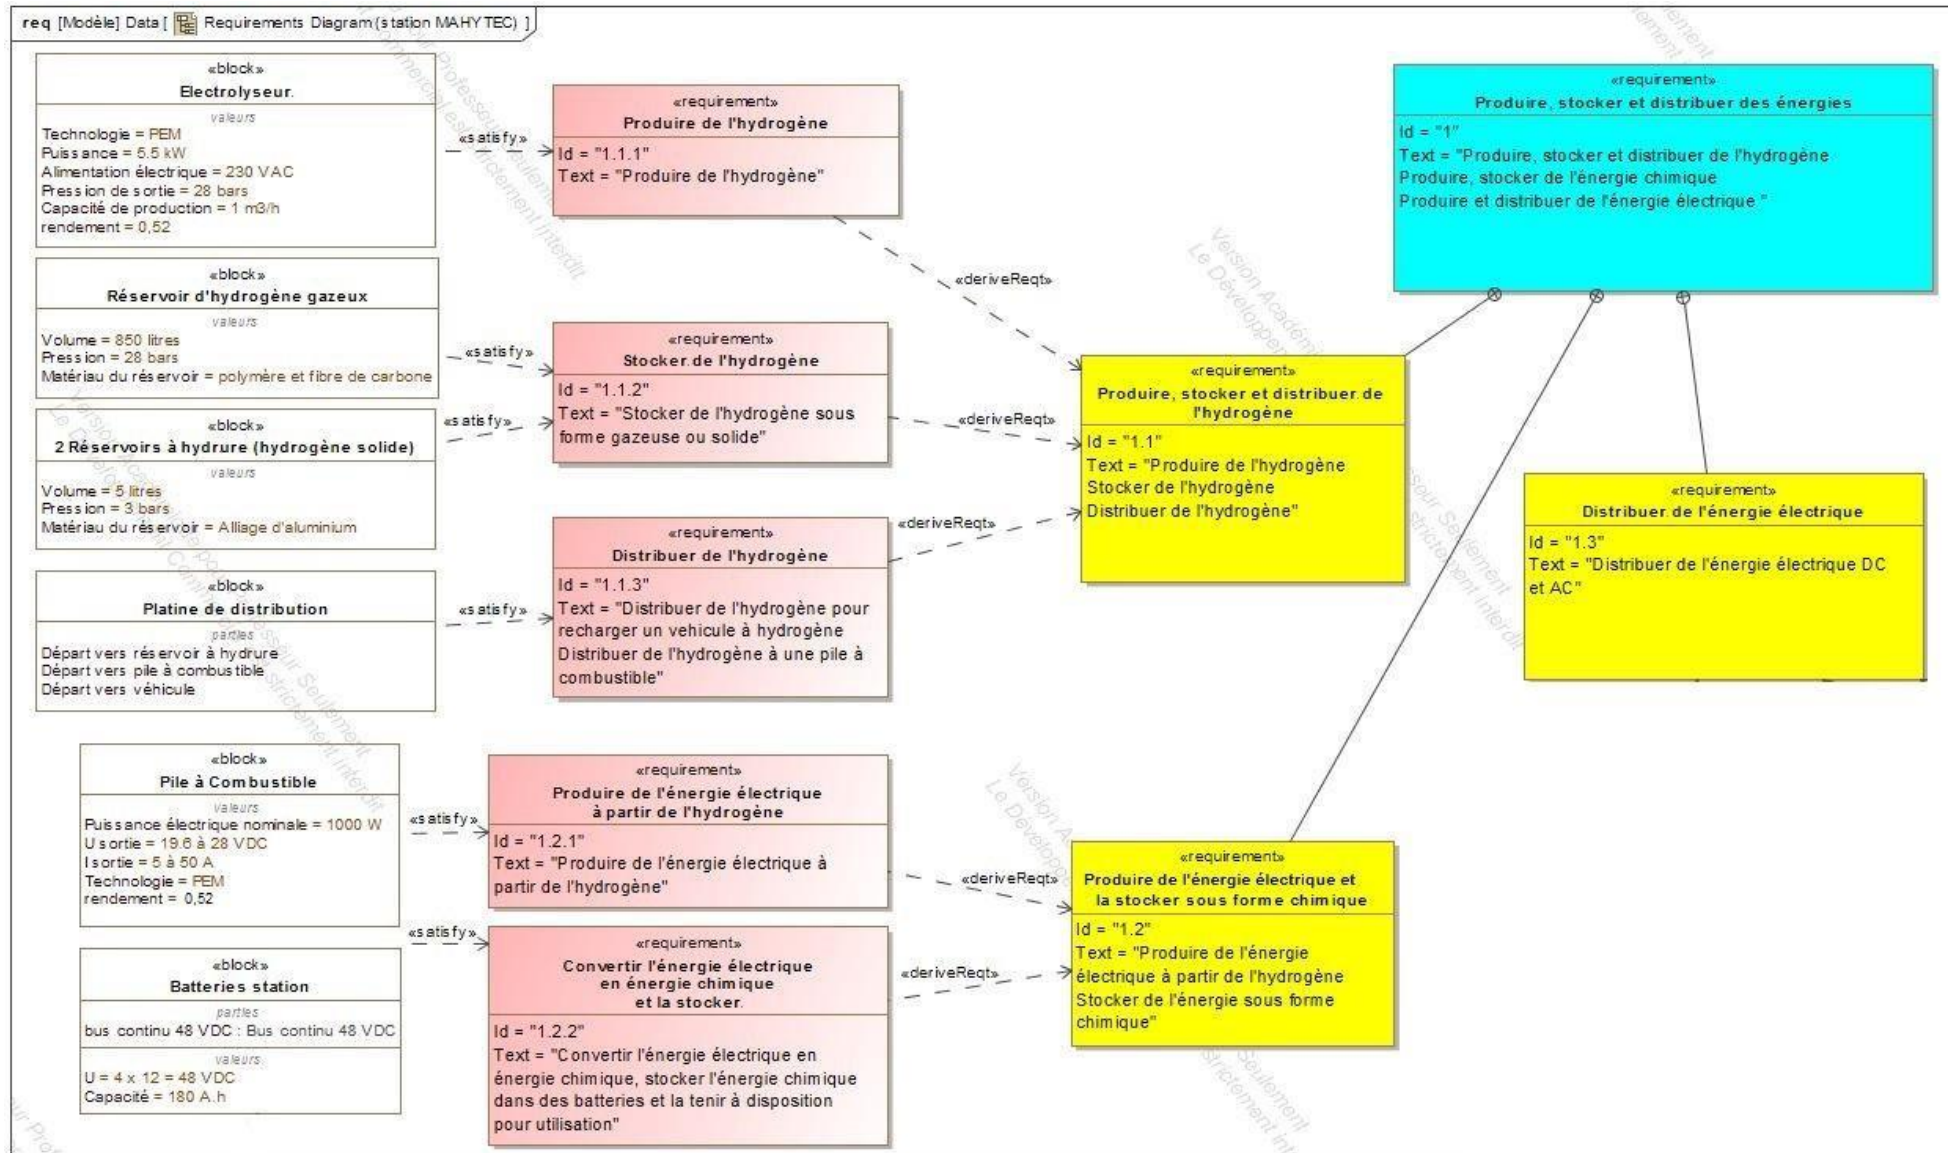 req [Modèle] Data [ Requirements Diagram(station MAHYTEC) ]
«block»
Electrolyseur.
valeurs
Technologie = PEM
Puissance = 5.5 kW
Alimentation électrique = 230 VAC
Pression de sortie = 28 bars
Capacité de production = 1 m3/h
rendement = 0,52
«satisfy»
«requirement»
Produire de l'hydrogène
Id = "1.1.1"
Text = "Produire de l'hydrogène"
«deriveReqt»
«block»
Réservoir d'hydrogène gazeux
valeurs
Volume = 850 litres
Pression = 28 bars
Matériau du réservoir = polymère et fibre de carbone
«satisfy»
«block»
2 Réservoirs à hydrure (hydrogène solide)
valeurs
Volume = 5 litres
Pression = 3 bars
Matériau du réservoir = Alliage d'aluminium
«satisfy»
«requirement»
Stocker de l'hydrogène
Id = "1.1.2"
Text = "Stocker de l'hydrogène sous
forme gazeuse ou solide"
«deriveReqt»
«block»
Platine de distribution
parties
Départ vers réservoir à hydrure
Départ vers pile à combustible
Départ vers véhicule
«satisfy»
«requirement»
Distribuer de l'hydrogène
Id = "1.1.3"
Text = "Distribuer de l'hydrogène pour
recharger un vehicule à hydrogène
Distribuer de l'hydrogène à une pile à
combustible"
«deriveReqt»
«requirement»
Produire, stocker et distribuer de
l'hydrogène
Id = "1.1"
Text = "Produire de l'hydrogène
Stocker de l'hydrogène
Distribuer de l'hydrogène"
«requirement»
Produire, stocker et distribuer des énergies
Id = "1"
Text = "Produire, stocker et distribuer de l'hydrogène
Produire, stocker de l'énergie chimique
Produire et distribuer de l'énergie électrique "
«requirement»
Distribuer de l'énergie électrique
Id = "1.3"
Text = "Distribuer de l'énergie électrique DC
et AC"
«block»
Pile à Combustible
valeurs
Puissance électrique nominale = 1000 W
U sortie = 19.6 à 28 VDC
I sortie = 5 à 50 A
Technologie = PEM
rendement = 0,52
«satisfy»
«requirement»
Produire de l'énergie électrique
à partir de l'hydrogène
Id = "1.2.1"
Text = "Produire de l'énergie électrique à
partir de l'hydrogène"
«deriveReqt»
«block»
Batteries station
parties
bus continu 48 VDC : Bus continu 48 VDC
valeurs
U = 4 x 12 = 48 VDC
Capacité = 180 A.h
«satisfy»
«requirement»
Convertir l'énergie électrique
en énergie chimique
et la stocker.
Id = "1.2.2"
Text = "Convertir l'énergie électrique en
énergie chimique, stocker l'énergie chimique
dans des batteries et la tenir à disposition
pour utilisation"
«deriveReqt»
«requirement»
Produire de l'énergie électrique et
la stocker sous forme chimique
Id = "1.2"
Text = "Produire de l'énergie
électrique à partir de l'hydrogène
Stocker de l'énergie sous forme
chimique"